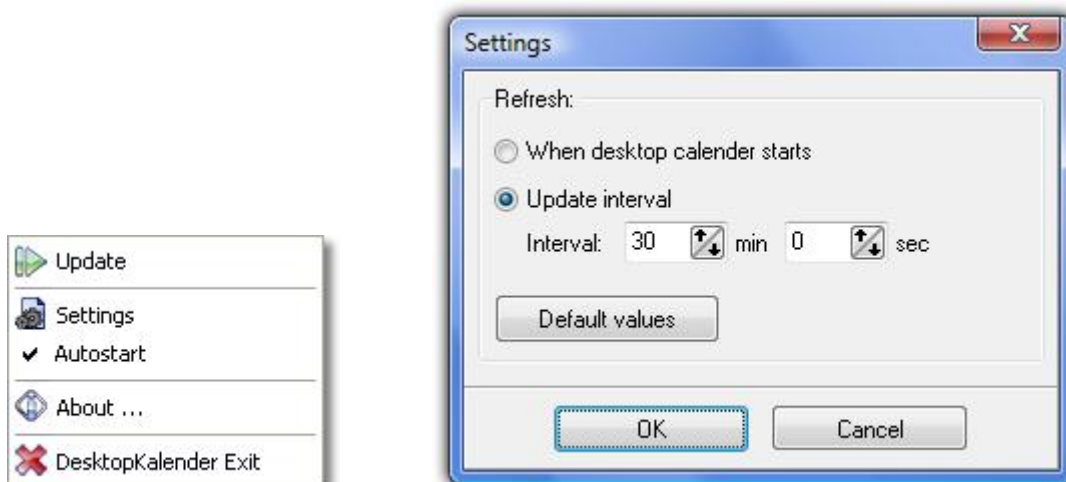 Update
Settings
Autostart
About ...
DesktopKalender Exit
Settings
Refresh:
When desktop calender starts
Update interval
Interval: 30 min 0 sec
Default values
OK Cancel